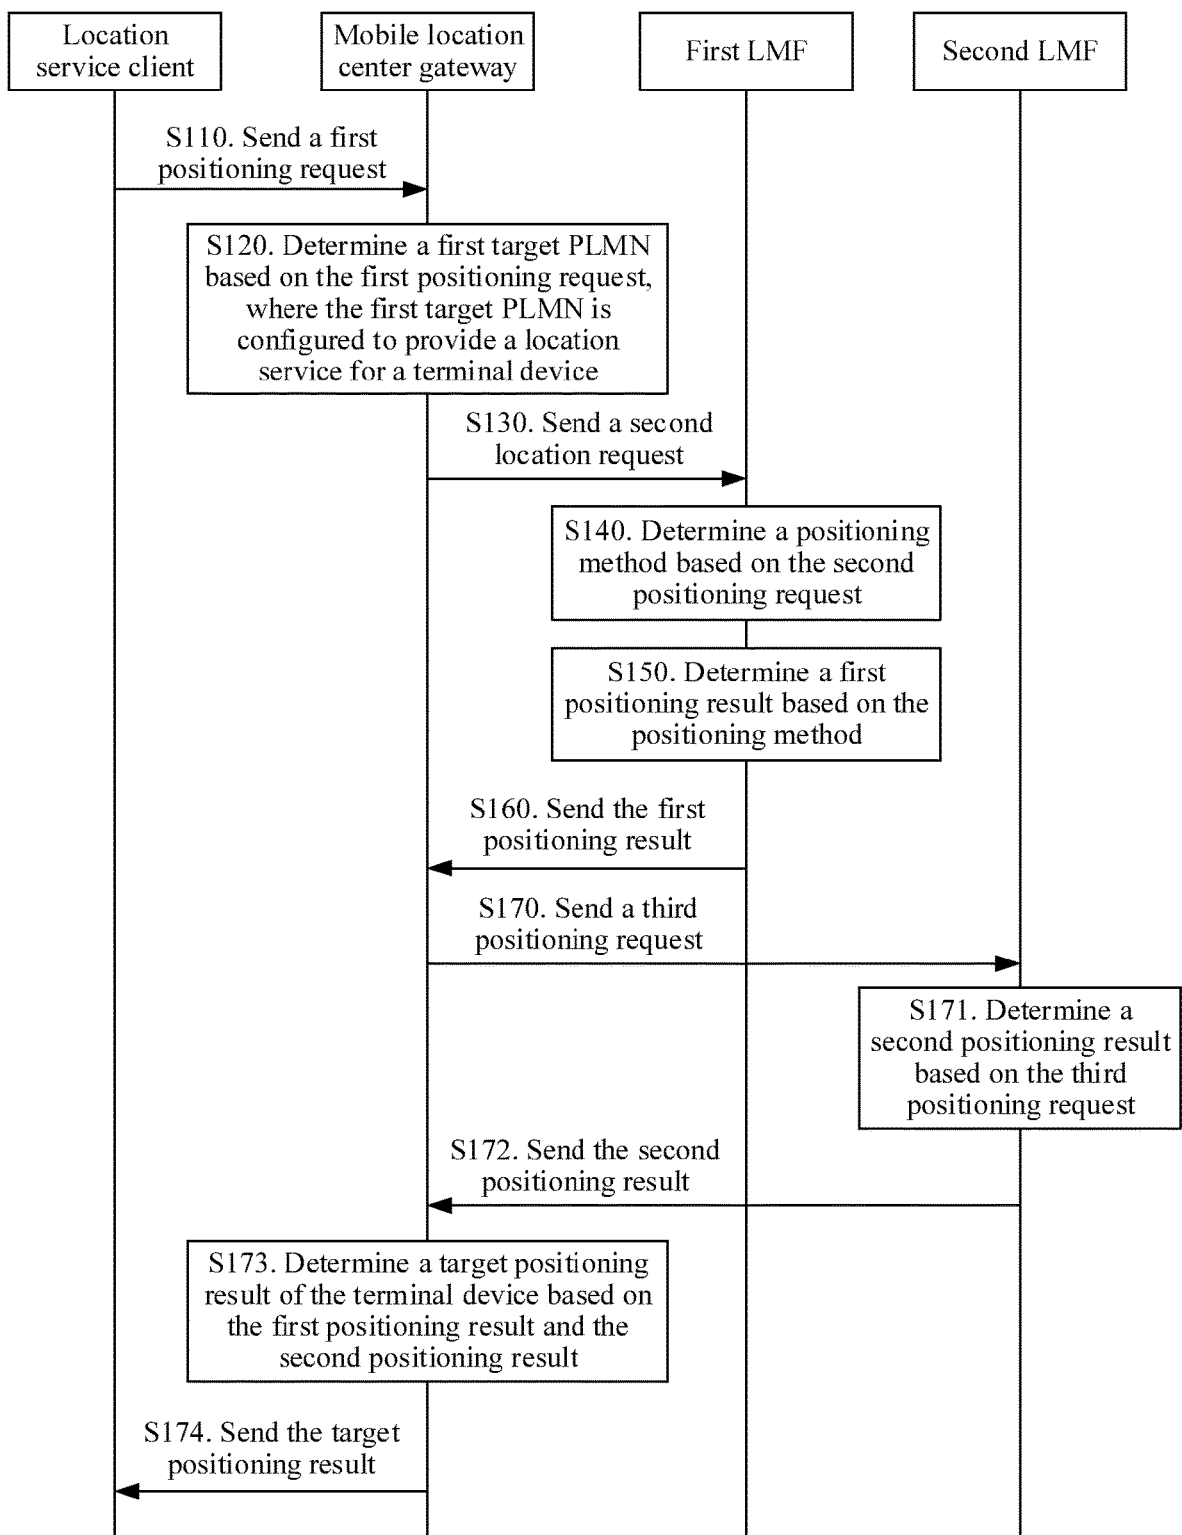 Location
service client
Mobile location
center gateway
First LMF
Second LMF
S110. Send a first
positioning request
S120. Determine a first target PLMN
based on the first positioning request,
where the first target PLMN is
configured to provide a location
service for a terminal device
S130. Send a second
location request
S140. Determine a positioning
method based on the second
positioning request
S150. Determine a first
positioning result based on the
positioning method
S160. Send the first
positioning result
S170. Send a third
positioning request
S171. Determine a
second positioning result
based on the third
positioning request
S172. Send the second
positioning result
S173. Determine a target positioning
result of the terminal device based on
the first positioning result and the
second positioning result
S174. Send the target
positioning result